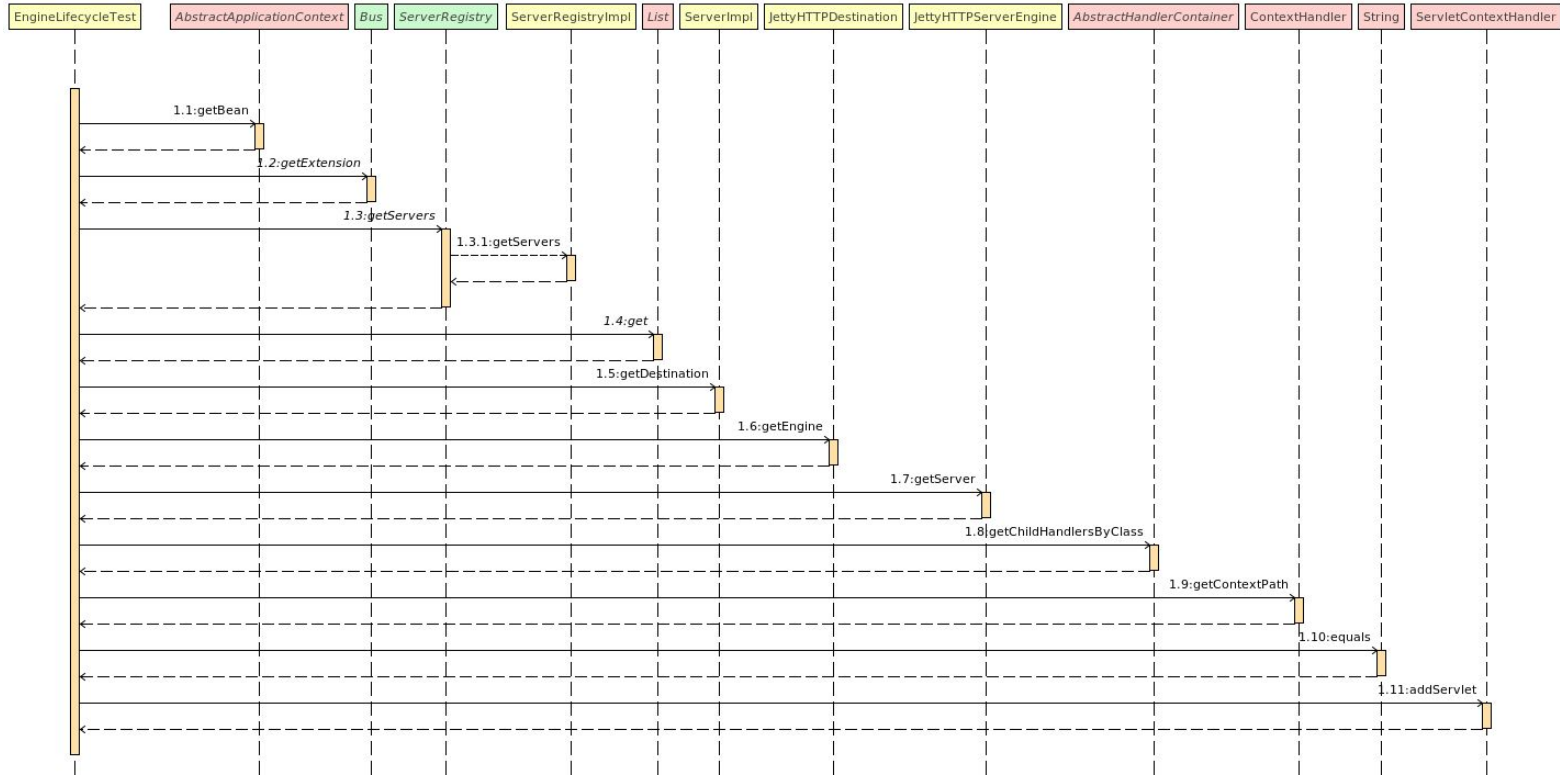 EngineLifecycleTest AbstractApplicationContext Bus ServerRegistry ServerRegistryImpl List ServerImpl JettyHTTPDestination JettyHTTPServerEngine AbstractHandlerContainer ContextHandler String ServletContextHandler
1.1:getBean
1.2:getExtension
1.3:getServers
1.3.1:getServers
1.4:get
1.5:getDestination
1.6:getEngine
1.7:getServer
1.8:getChildHandlersByClass
1.9:getContextPath
1.10:equals
1.11:addServlet